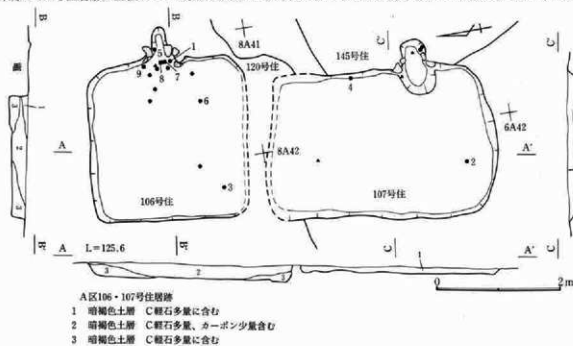 B
B
8A41
145号住
C
C
120号住
1
5
9
8
7
6
4
3
1
2
3
A
8A42
6A42
2
A'
3
106号住
107号住
B'
A
L=125.6
B'
C
A'
C'
3
2
3
1
0
2m
A区106・107号住居跡
1 暗褐色土層 C軽石多量に含む
2 暗褐色土層 C軽石多量、カーボン少量含む
3 暗褐色土層 C軽石多量に含む